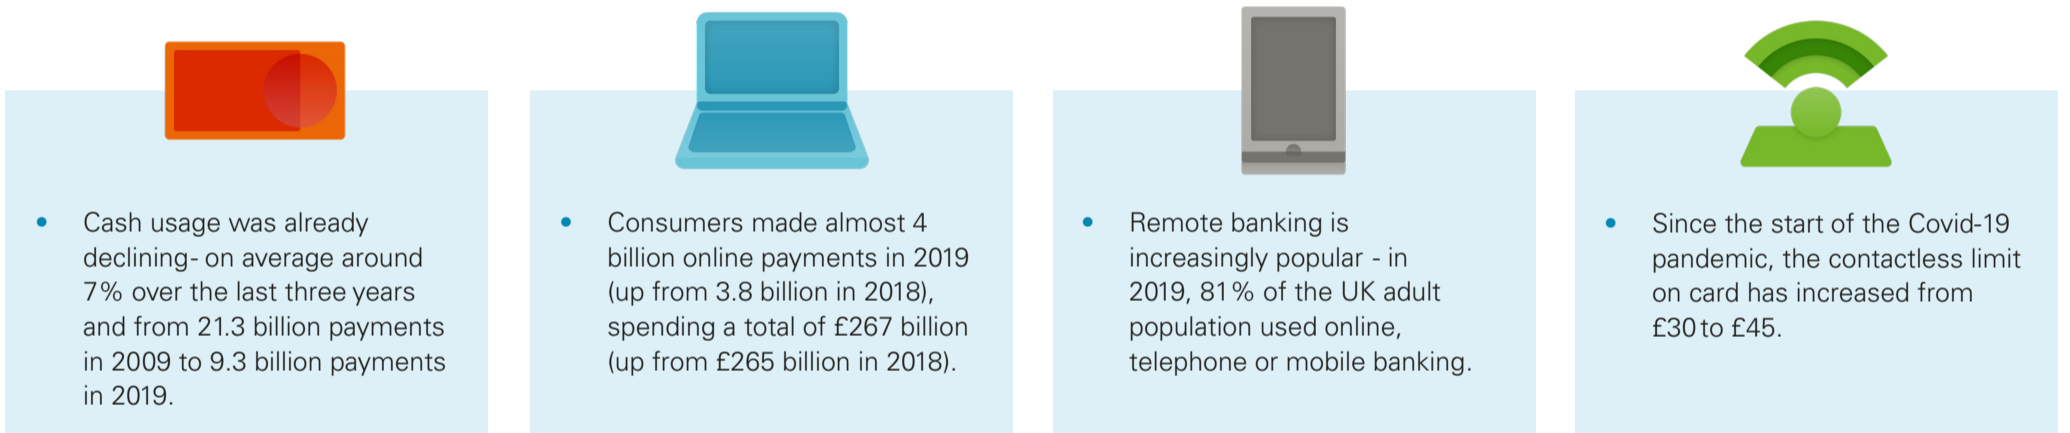 Cash usage was already
declining- on average around
7% over the last three years
and from 21.3 billion payments
in 2009 to 9.3 billion payments
in 2019.
Consumers made almost 4
billion online payments in 2019
(up from 3.8 billion in 2018),
spending a total of £267 billion
(up from £265 billion in 2018).
Remote banking is
increasingly popular - in
2019, 81% of the UK adult
population used online,
telephone or mobile banking.
Since the start of the Covid-19
pandemic, the contactless limit
on card has increased from
£30 to £45.